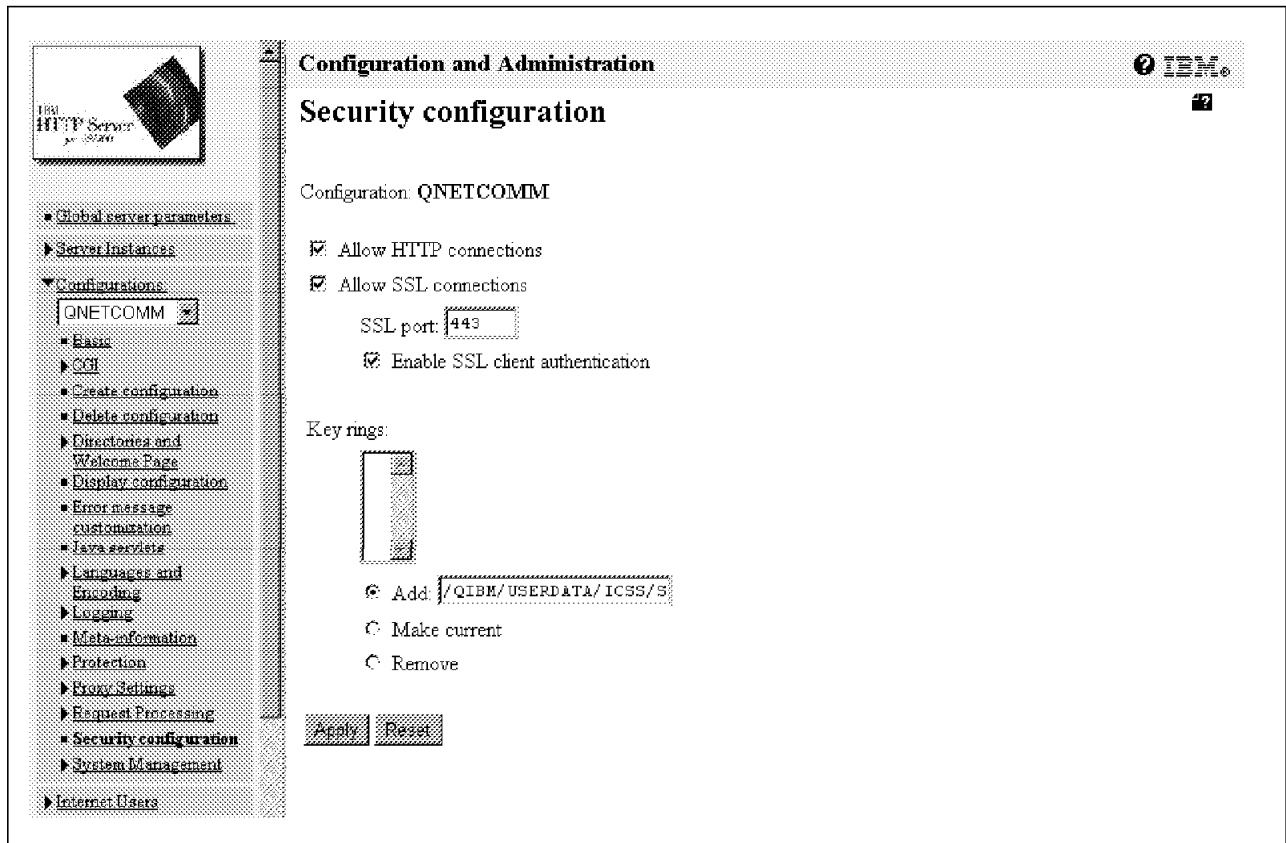 IBM
HTTP Server
for AS/400
Global server parameters
Server Instances
Configurations
QNETCOMM
Basic
CGI
Create configuration
Delete configuration
Directories and
Welcome Page
Display configuration
Error message
customization
Java servlets
Languages and
Encoding
Logging
Meta-information
Protection
Proxy Settings
Request Processing
Security configuration
System Management
Internet Users
Configuration and Administration
? IBM®
?
Security configuration
Configuration: QNETCOMM
Allow HTTP connections
Allow SSL connections
SSL port: 443
Enable SSL client authentication
Key rings:
Add: /QIBM/USERDATA/ICSS/S
Make current
Remove
Apply Reset